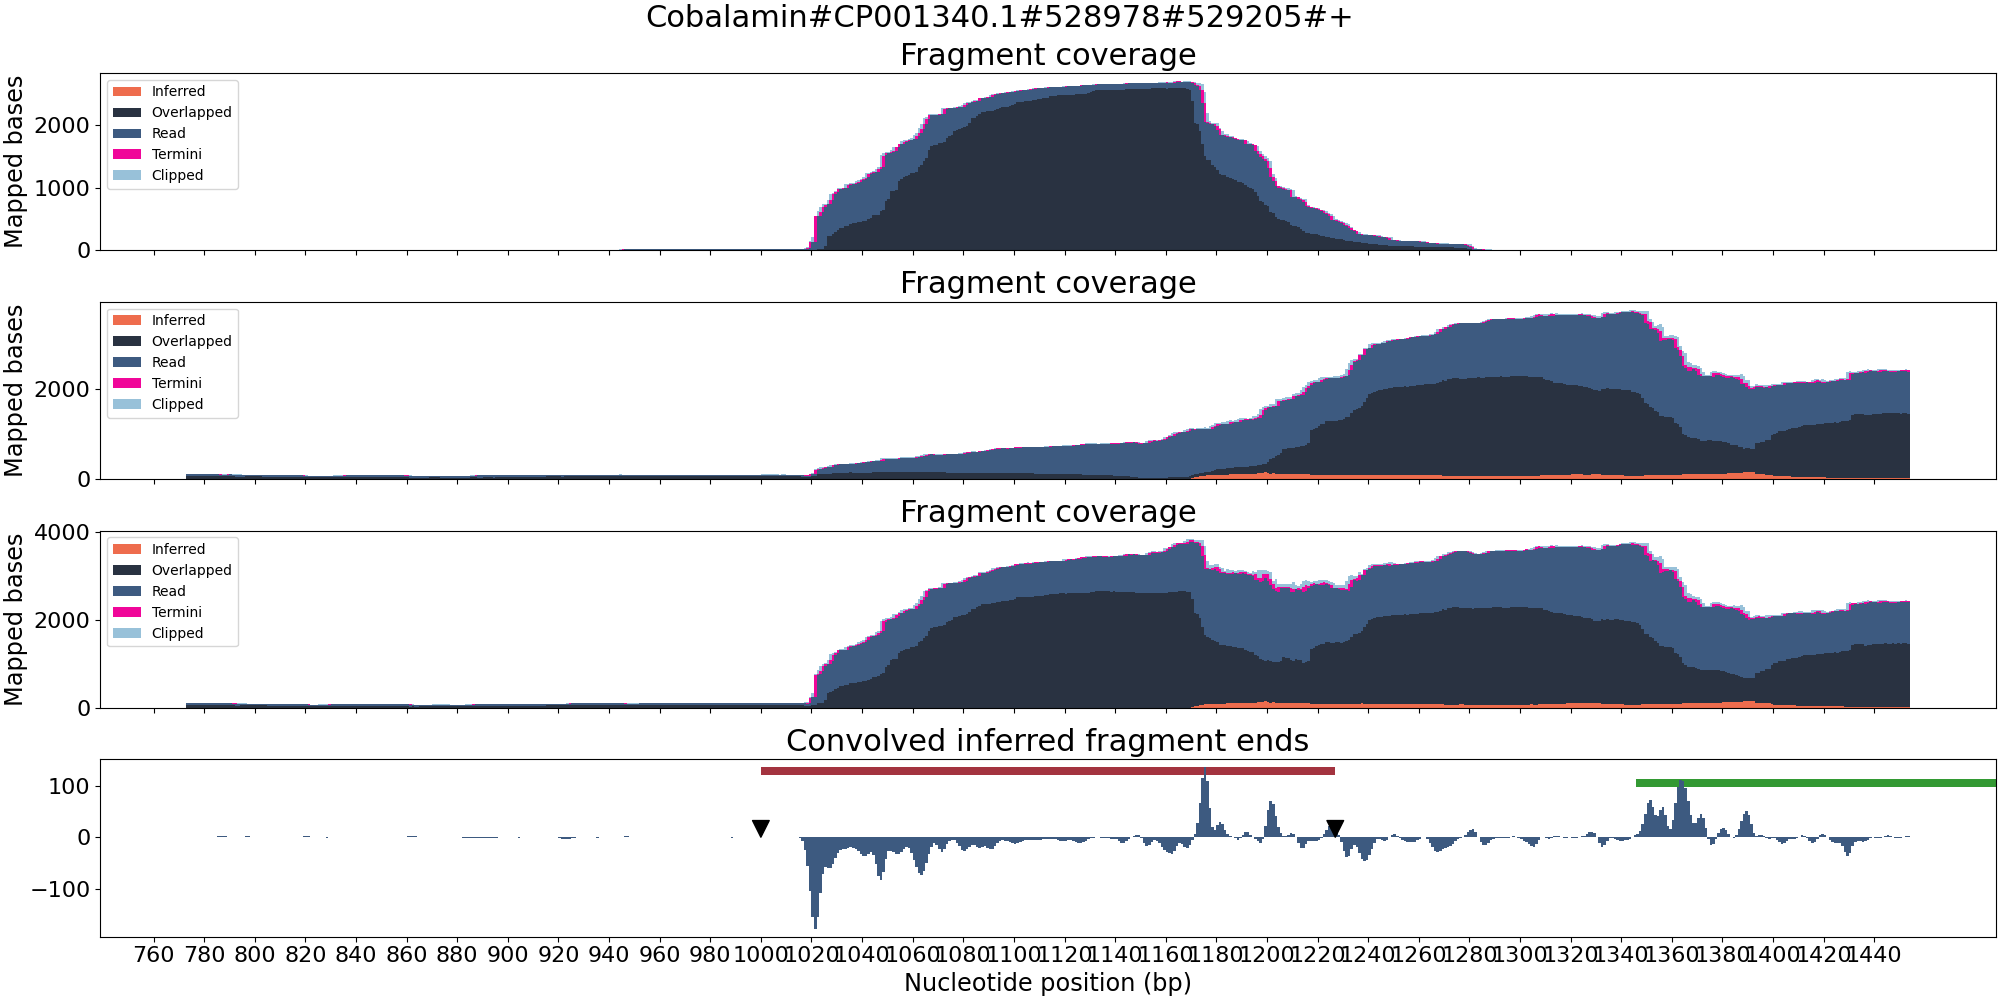 Cobalamin#CP001340.1#528978#529205#+
Fragment coverage
Mapped bases
2000
1000
0
Inferred
Overlapped
Read
Termini
Clipped
Fragment coverage
Mapped bases
2000
0
Inferred
Overlapped
Read
Termini
Clipped
Fragment coverage
Mapped bases
4000
2000
0
Inferred
Overlapped
Read
Termini
Clipped
Convolved inferred fragment ends
100
0
−100
760 780 800 820 840 860 880 900 920 940 960 980 1000 1020 1040 1060 1080 1100 1120 1140 1160 1180 1200 1220 1240 1260 1280 1300 1320 1340 1360 1380 1400 1420 1440
Nucleotide position (bp)